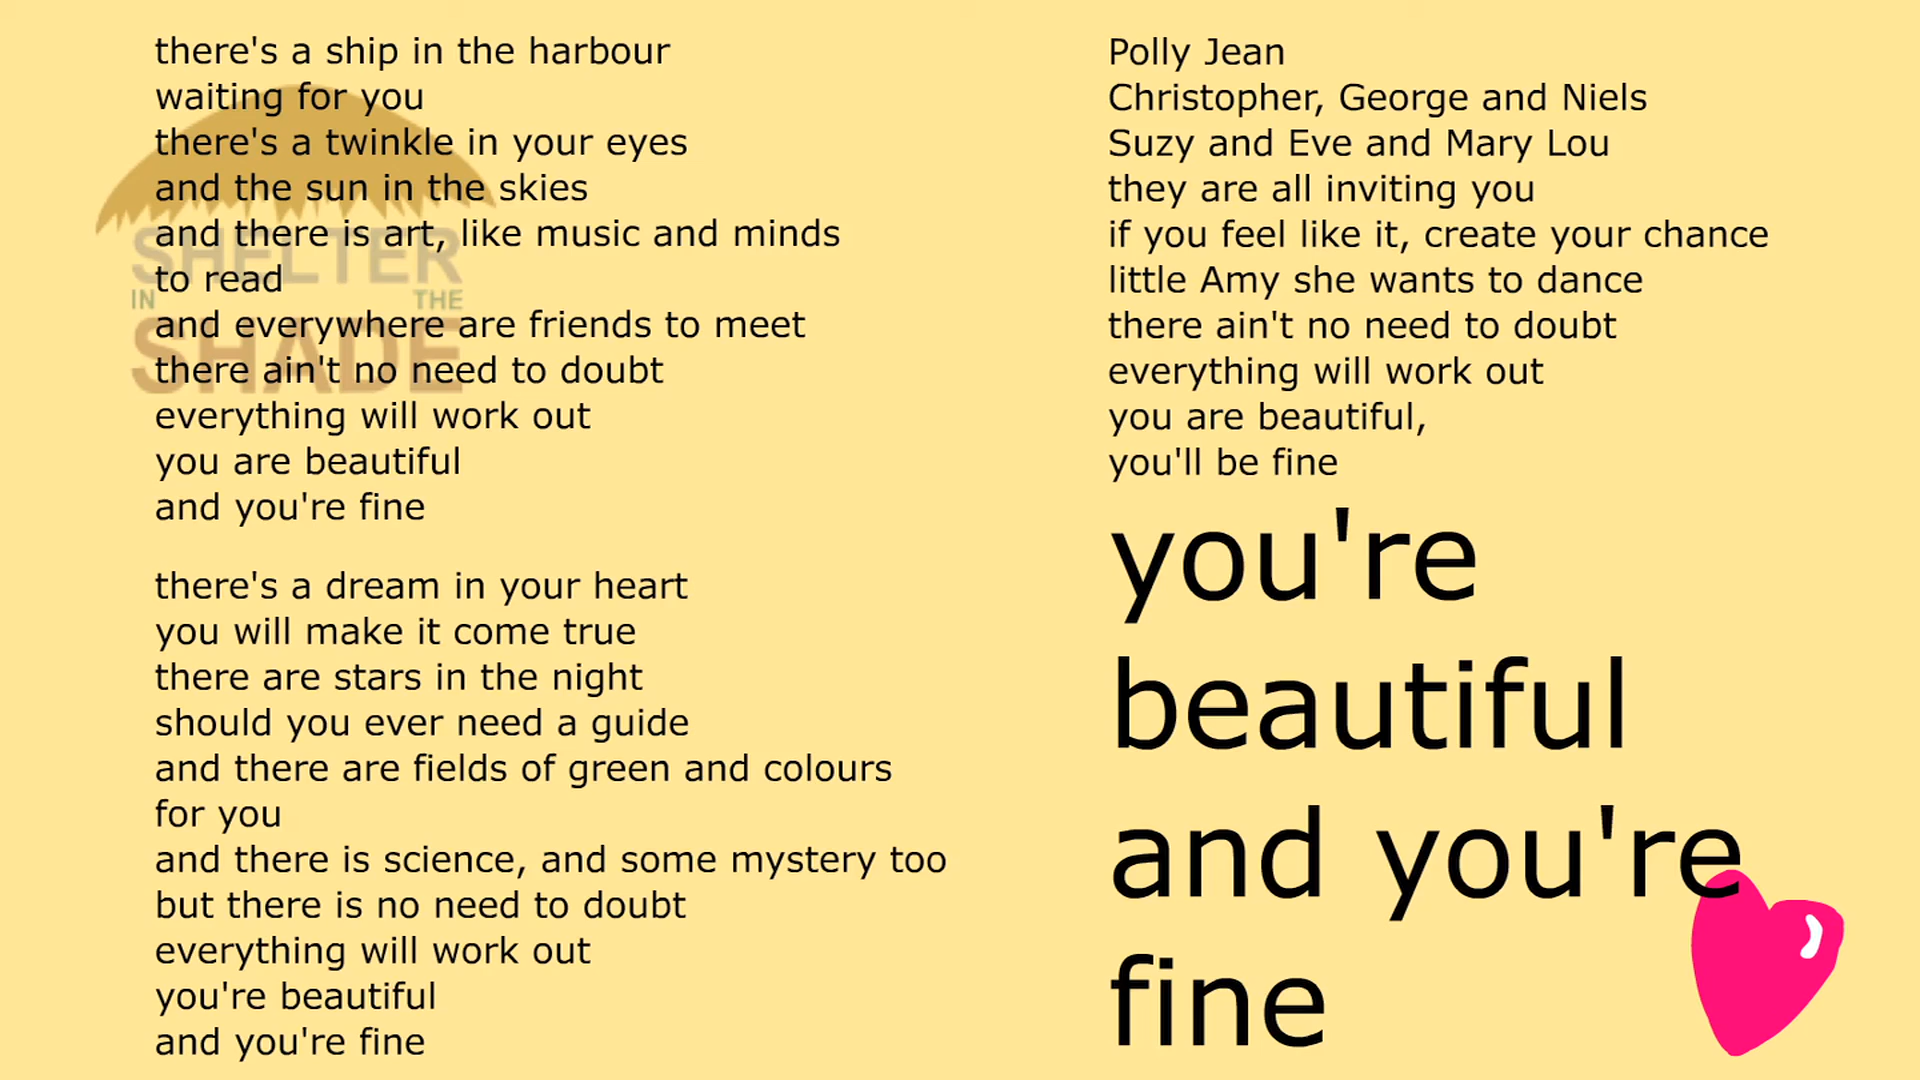 there's a ship in the harbour
waiting for you
there's a twinkle in your eyes
and the sun in the skies
and there is art, like music and minds
to read
and everywhere are friends to meet
there ain't no need to doubt
everything will work out
you are beautiful
and you're fine
there's a dream in your heart
you will make it come true
there are stars in the night
should you ever need a guide
and there are fields of green and colours
for you
and there is science, and some mystery too
but there is no need to doubt
everything will work out
you're beautiful
and you're fine
SHELTER
IN THE
SHADE
Polly Jean
Christopher, George and Niels
Suzy and Eve and Mary Lou
they are all inviting you
if you feel like it, create your chance
little Amy she wants to dance
there ain't no need to doubt
everything will work out
you are beautiful,
you'll be fine
you're
beautiful
and you're
fine